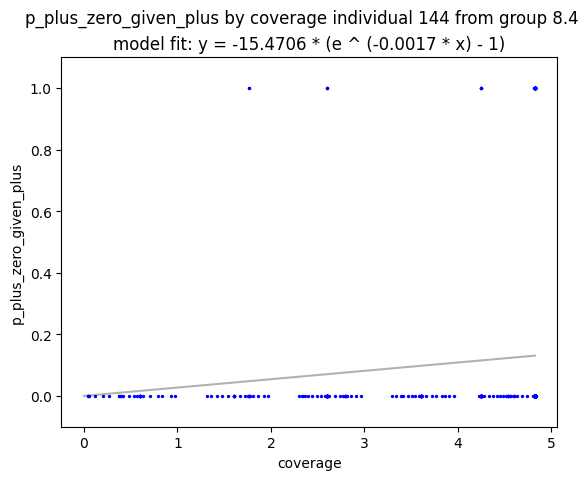 p_plus_zero_given_plus by coverage individual 144 from group 8.4
model fit: y = -15.4706 * (e ^ (-0.0017 * x) - 1)
p_plus_zero_given_plus
1.0
0.8
0.6
0.4
0.2
0.0
0 1 2 3 4 5
coverage